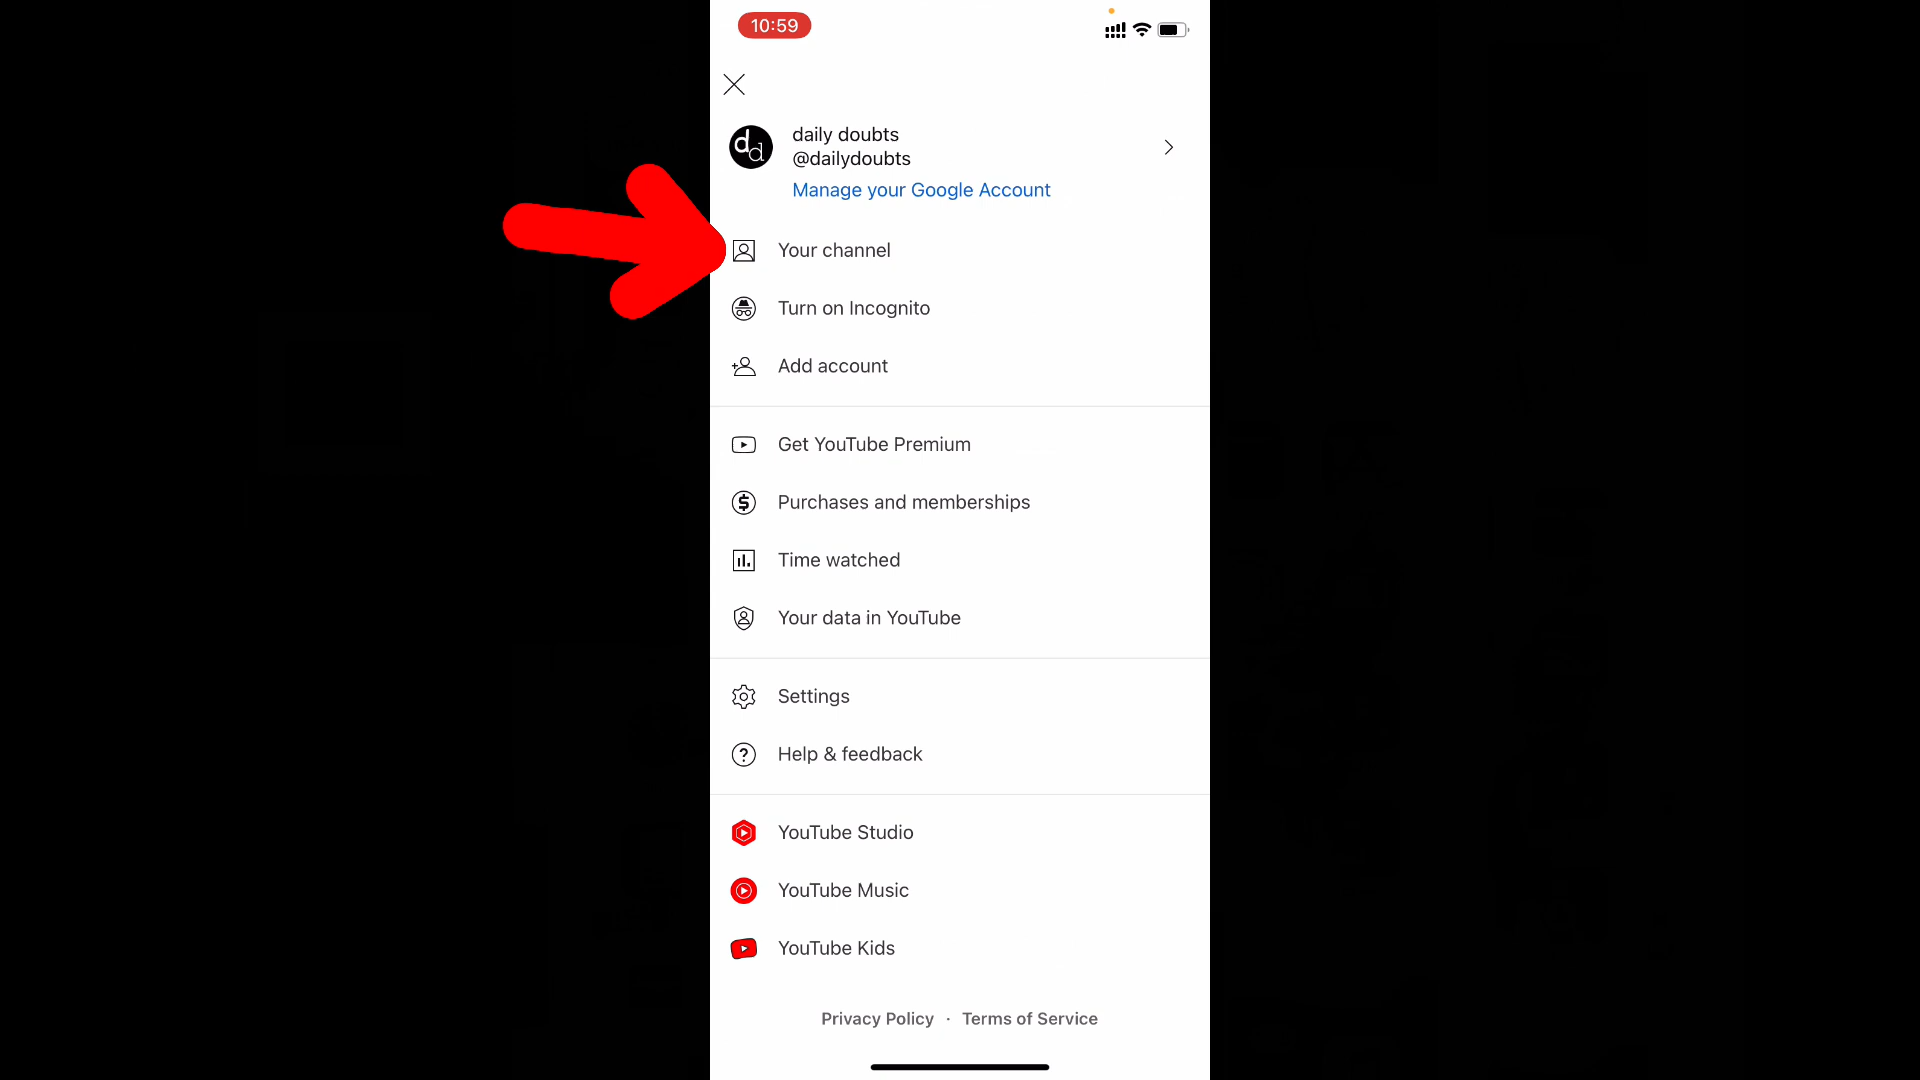 10:59
dd
daily doubts
@dailydoubts
Manage your Google Account
Your channel
Turn on Incognito
Add account
Get YouTube Premium
Purchases and memberships
Time watched
Your data in YouTube
Settings
Help & feedback
YouTube Studio
YouTube Music
YouTube Kids
Privacy Policy · Terms of Service